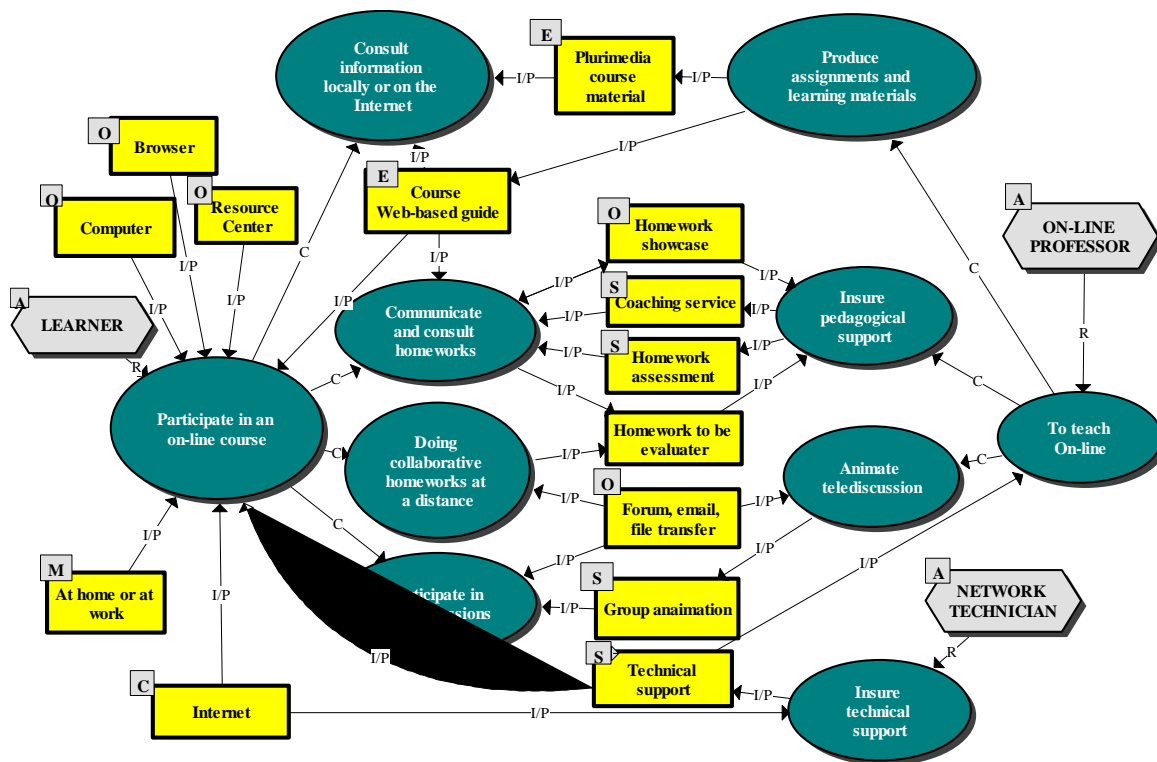 Consult
information
locally or on the
Internet
I/P
E
Plurimedia
course
material
I/P
Produce
assignments and
learning materials
O
Browser
I/P
I/P
E
Course
Web-based guide
A
ON-LINE
PROFESSOR
O
Computer
O
Resource
Center
O
Homework
showcase
C
I/P
I/P
I/P
I/P
I/P
I/P
I/P
I/P
C
A
LEARNER
R
Communicate
and consult
homeworks
S
Coaching service
I/P
I/P
Insure
pedagogical
support
R
S
Homework
assessment
I/P
I/P
C
I/P
I/P
C
Participate in an
on-line course
Homework to be
evaluater
To teach
On-line
C
Doing
collaborative
homeworks at
a distance
I/P
Animate
telediscussion
C
O
Forum, email,
file transfer
I/P
I/P
C
I/P
I/P
I/P
I/P
M
At home or at
work
I/P
ticipate in
sions
I/P
S
Group anaimation
A
NETWORK
TECHNICIAN
I/P
S
Technical
support
R
C
Internet
I/P
I/P
Insure
technical
support